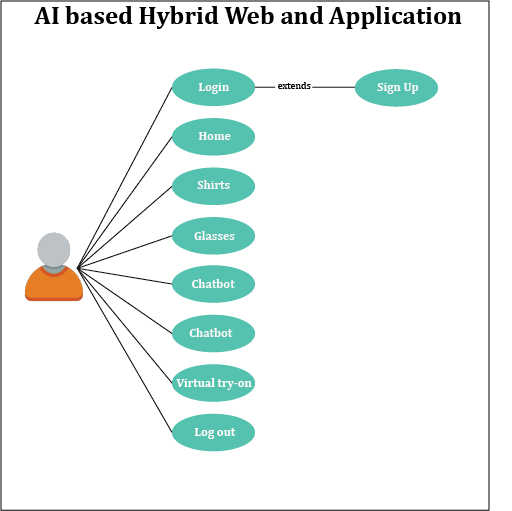 AI based Hybrid Web and Application
Login
extends
Sign Up
Home
Shirts
Glasses
Chatbot
Chatbot
Virtual try-on
Log out